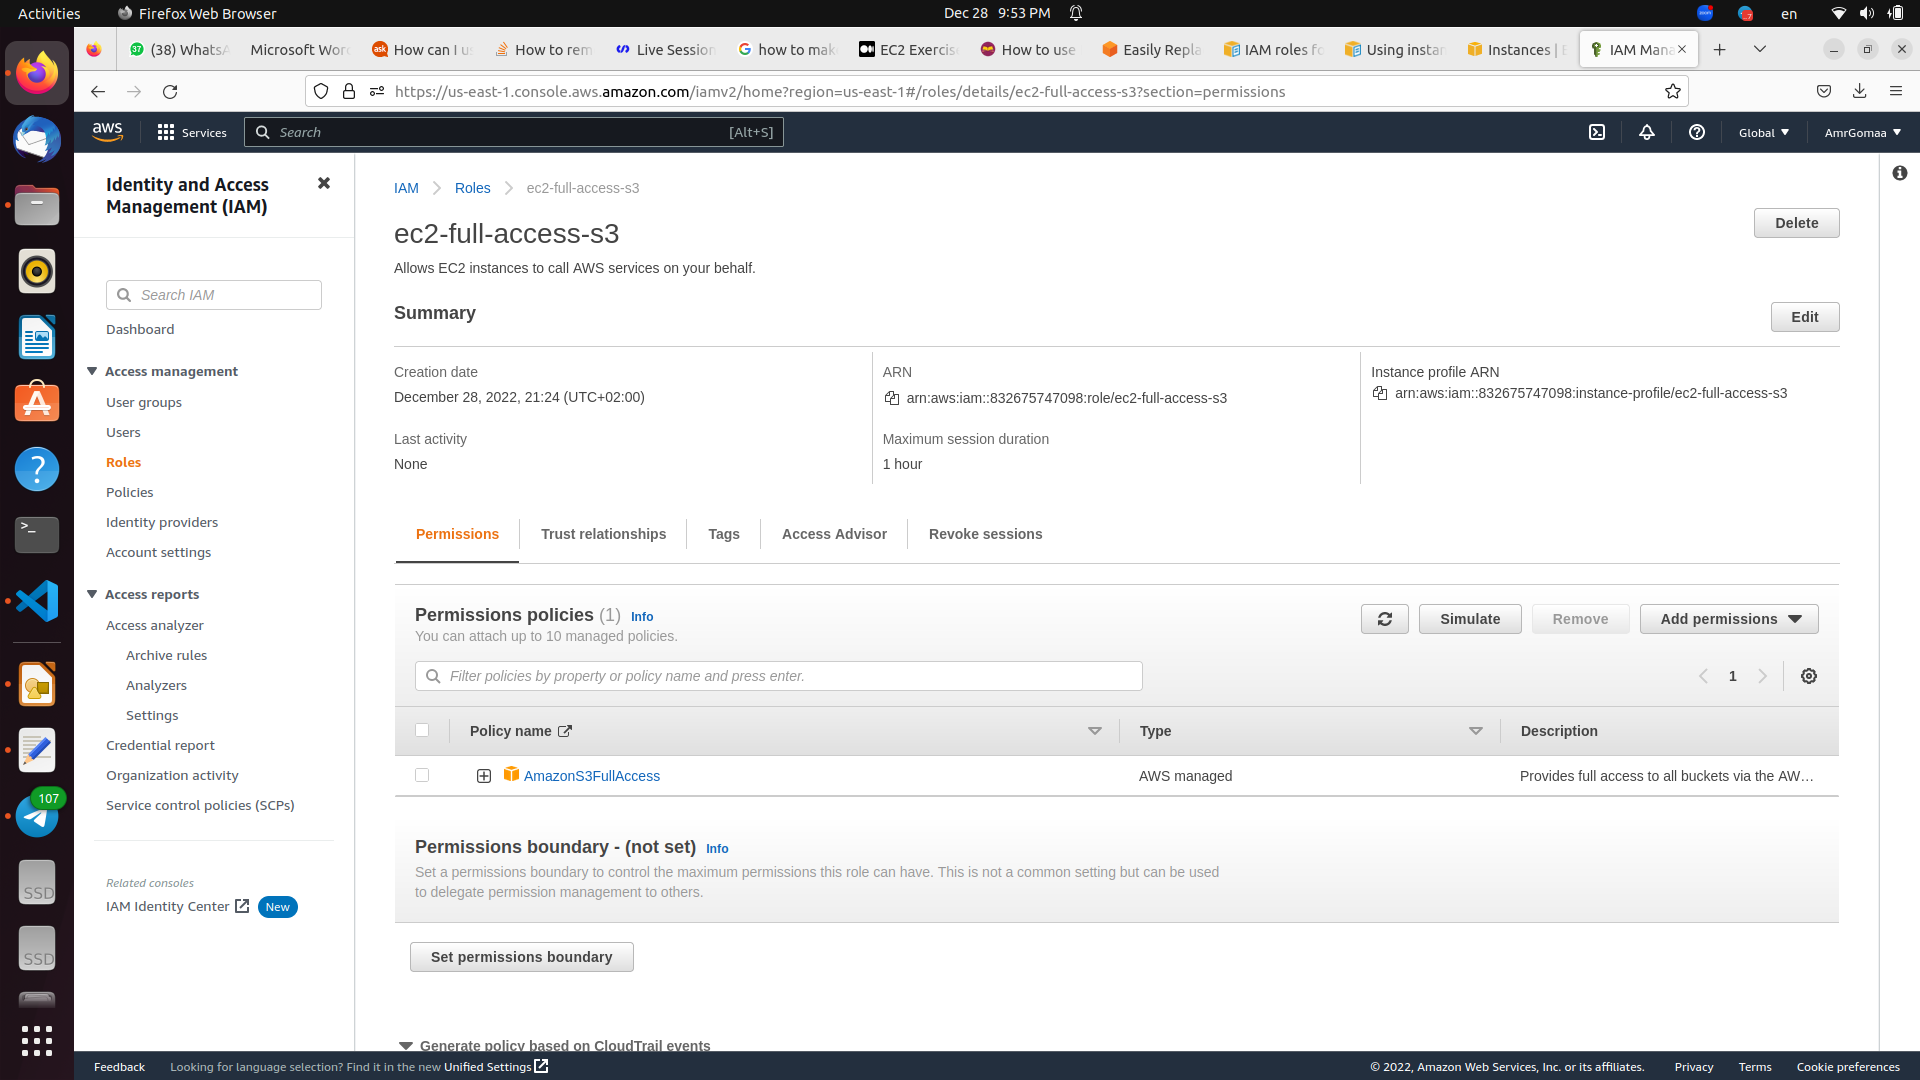 Activities
Firefox Web Browser
Dec 28 9:53 PM
en
(38) WhatsA
Microsoft Word
How can I u
How to rem
Live Session
how to mak
EC2 Exercis
How to use
Easily Repla
IAM roles fo
Using instan
Instances | E
IAM Mana
https://us-east-1.console.aws.amazon.com/iamv2/home?region=us-east-1#/roles/details/ec2-full-access-s3?section=permissions
aws
Services
Search
[Alt+S]
Global
AmrGomaa
Identity and Access
Management (IAM)
Search IAM
Dashboard
Access management
User groups
Users
Roles
Policies
Identity providers
Account settings
Access reports
Access analyzer
Archive rules
Analyzers
Settings
Credential report
Organization activity
Service control policies (SCPs)
Related consoles
IAM Identity Center
New
107
SSD
SSD
IAM
Roles
ec2-full-access-s3
ec2-full-access-s3
Delete
Allows EC2 instances to call AWS services on your behalf.
Summary
Edit
Creation date
December 28, 2022, 21:24 (UTC+02:00)
ARN
arn:aws:iam::832675747098:role/ec2-full-access-s3
Instance profile ARN
arn:aws:iam::832675747098:instance-profile/ec2-full-access-s3
Last activity
None
Maximum session duration
1 hour
Permissions
Trust relationships
Tags
Access Advisor
Revoke sessions
Permissions policies (1) Info
You can attach up to 10 managed policies.
Simulate
Remove
Add permissions
Filter policies by property or policy name and press enter.
1
Policy name
Type
Description
AmazonS3FullAccess
AWS managed
Provides full access to all buckets via the AW…
Permissions boundary - (not set) Info
Set a permissions boundary to control the maximum permissions this role can have. This is not a common setting but can be used
to delegate permission management to others.
Set permissions boundary
Generate policy based on CloudTrail events
Feedback
Looking for language selection? Find it in the new Unified Settings
© 2022, Amazon Web Services, Inc. or its affiliates.
Privacy
Terms
Cookie preferences